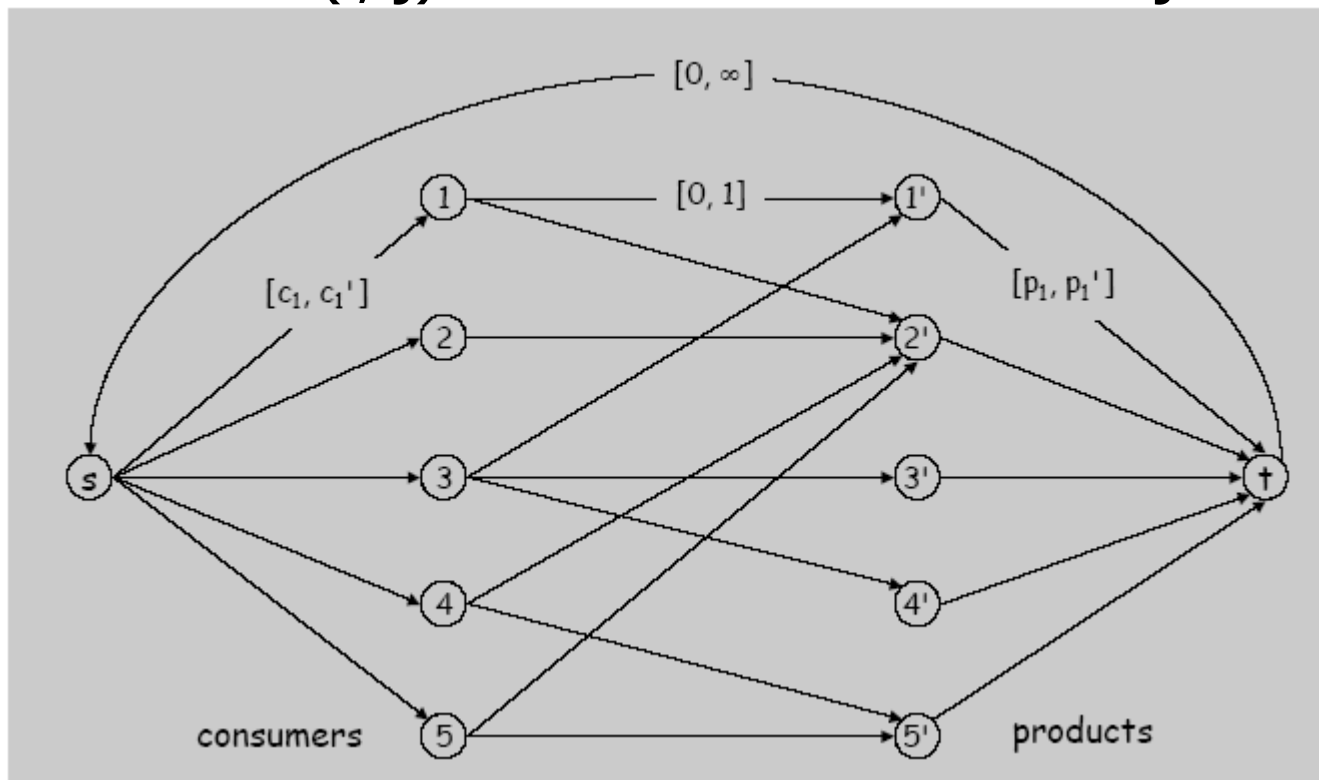 (i, j)
[0, ∞]
1
[0, 1]
1'
[c₁, c₁']
[p₁, p₁']
2
2'
s
3
3'
t
4
4'
consumers
5
5'
products